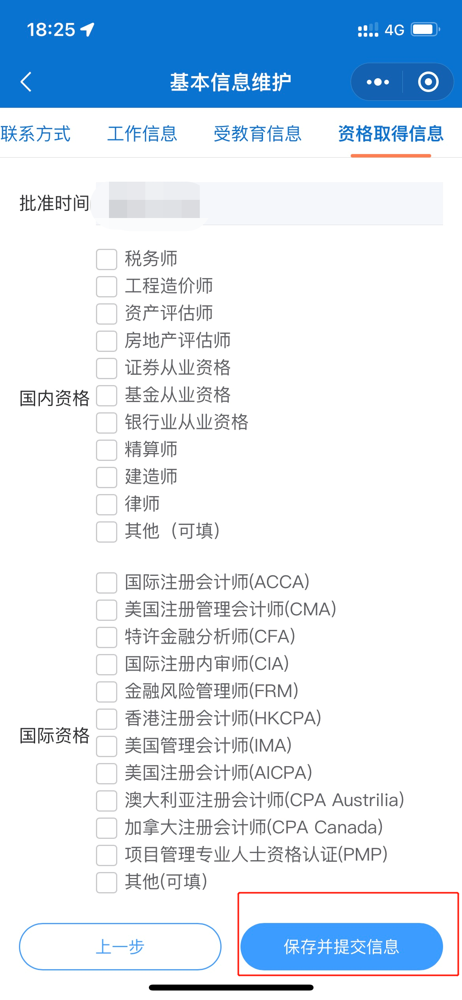 18:25
4G
基本信息维护
联系方式 工作信息 受教育信息 资格取得信息
批准时间
税务师
工程造价师
资产评估师
房地产评估师
证券从业资格
国内资格
基金从业资格
银行业从业资格
精算师
建造师
律师
其他（可填）
国际注册会计师(ACCA)
美国注册管理会计师(CMA)
特许金融分析师(CFA)
国际注册内审师(CIA)
金融风险管理师(FRM)
香港注册会计师(HKCPA)
国际资格
美国管理会计师(IMA)
美国注册会计师(AICPA)
澳大利亚注册会计师(CPA Austrilia)
加拿大注册会计师(CPA Canada)
项目管理专业人士资格认证(PMP)
其他(可填)
上一步 保存并提交信息